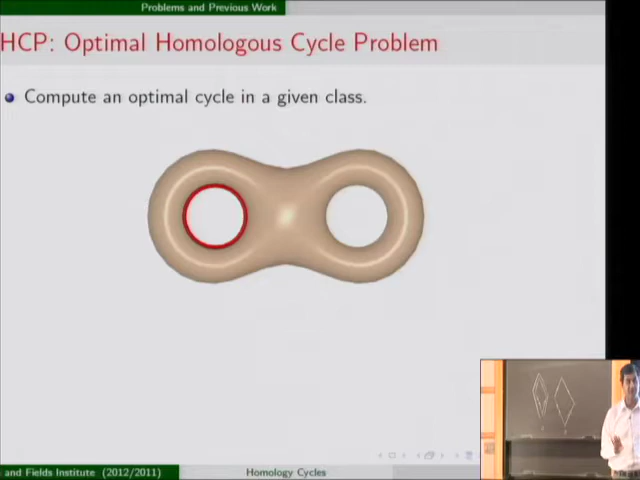 Problems and Previous Work
HCP: Optimal Homologous Cycle Problem
Compute an optimal cycle in a given class.
and Fields Institute (2012/2011)
Homology Cycles